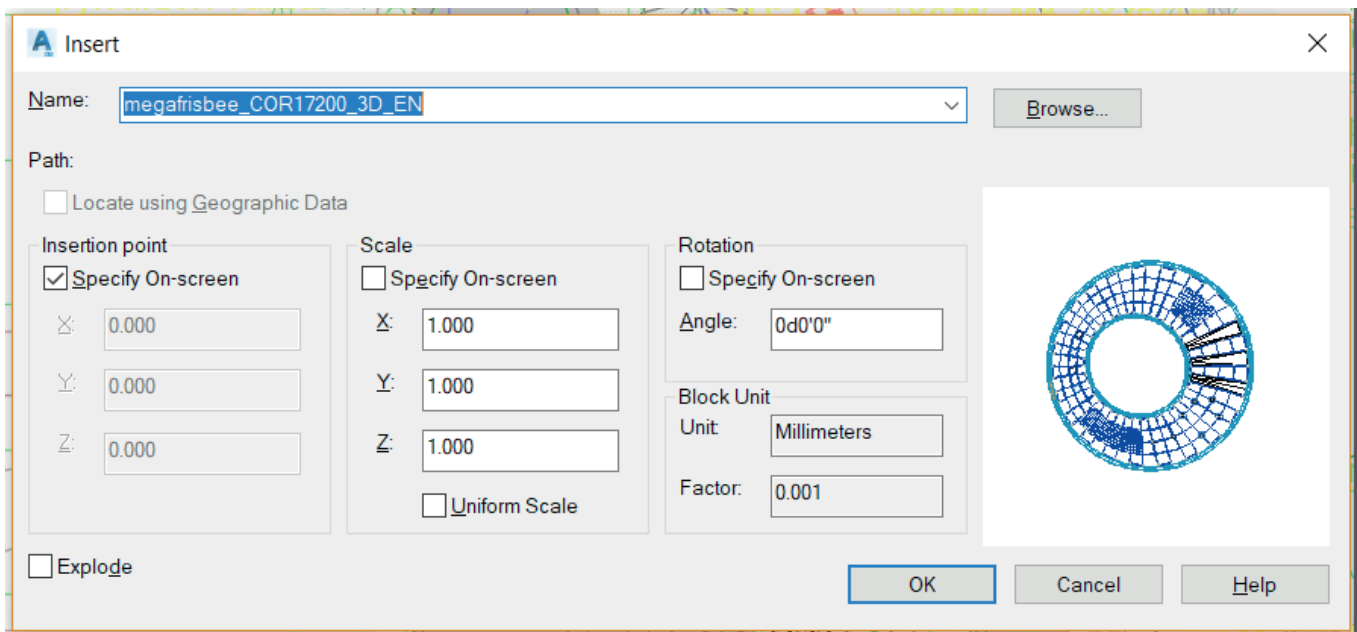 Insert
Name: megafrisbee_COR17200_3D_EN Browse...
Path:
Locate using Geographic Data
Insertion point Scale Rotation
Specify On-screen Specify On-screen Specify On-screen
X: 0.000 X: 1.000 Angle: 0d0'0"
Y: 0.000 Y: 1.000 Block Unit
Unit: Millimeters
Z: 0.000 Z: 1.000
Factor: 0.001
Uniform Scale
Explode
OK Cancel Help